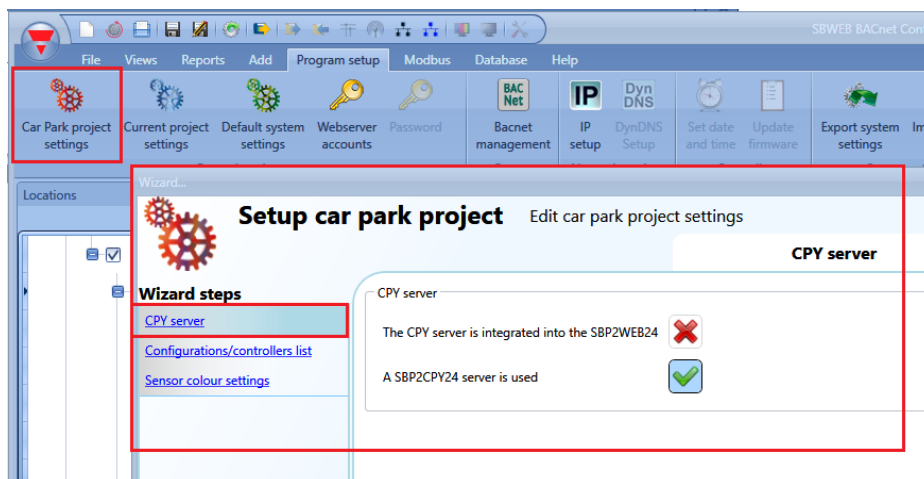 SBWEB BACnet Con
File Views Reports Add Program setup Modbus Database Help
BAC
Net
IP
Dyn
DNS
Car Park project
settings
Current project
settings
Default system
settings
Webserver
accounts
Password
Bacnet
management
IP
setup
DynDNS
Setup
Set date
and time
Update
firmware
Export system
settings
Im
Locations
Wizard...
Setup car park project
Edit car park project settings
CPY server
Wizard steps
CPY server
Configurations/controllers list
Sensor colour settings
CPY server
The CPY server is integrated into the SBP2WEB24
A SBP2CPY24 server is used